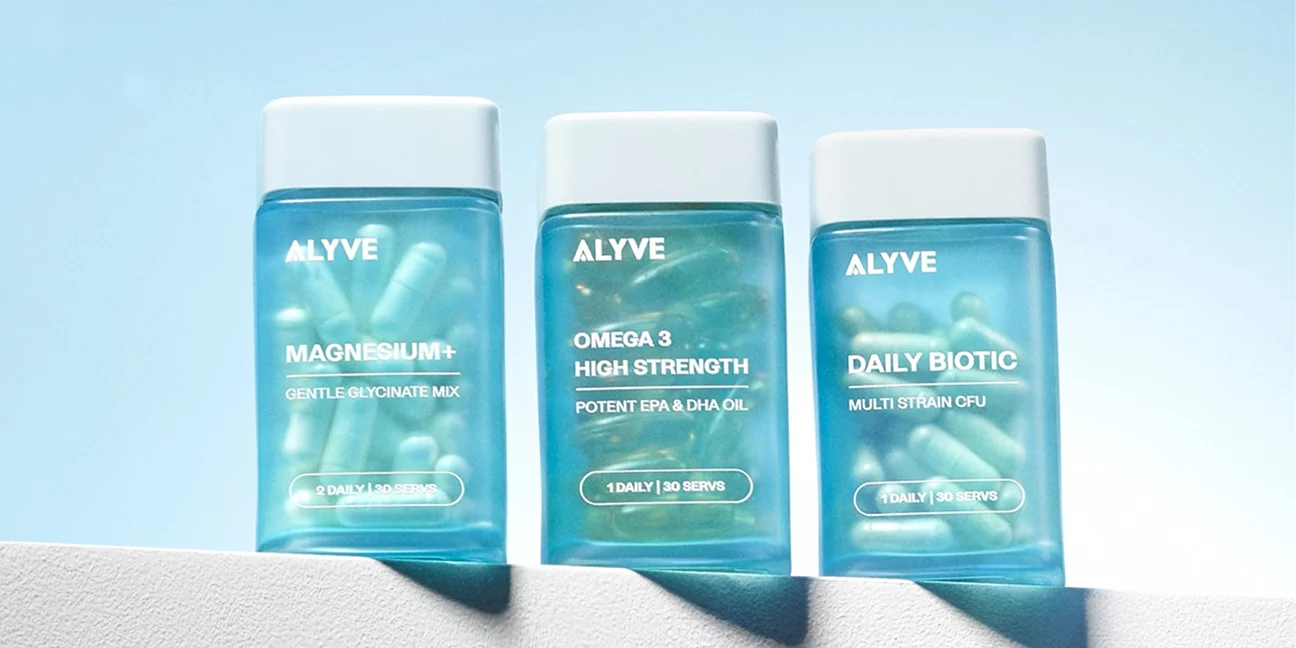 ALYVE
MAGNESIUM+
GENTLE GLYCINATE MIX
2 DAILY | 30 SERVS
ALYVE
OMEGA 3
HIGH STRENGTH
POTENT EPA & DHA OIL
1 DAILY | 30 SERVS
ALYVE
DAILY BIOTIC
MULTI STRAIN CFU
1 DAILY | 30 SERVS